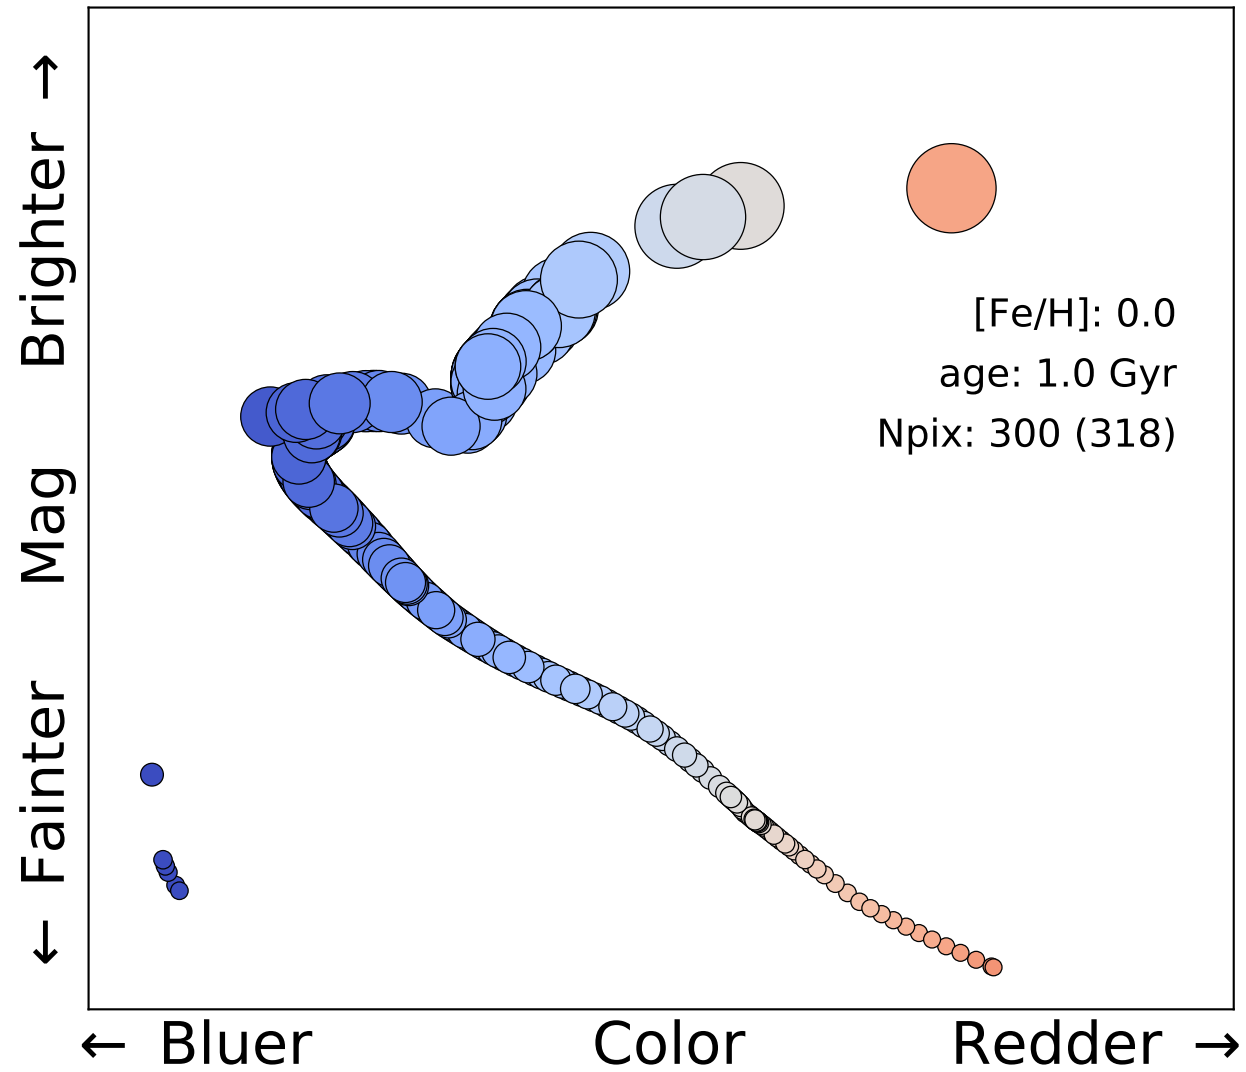 ← Fainter Mag Brighter →
[Fe/H]: 0.0
age: 1.0 Gyr
Npix: 300 (318)
← Bluer Color Redder →